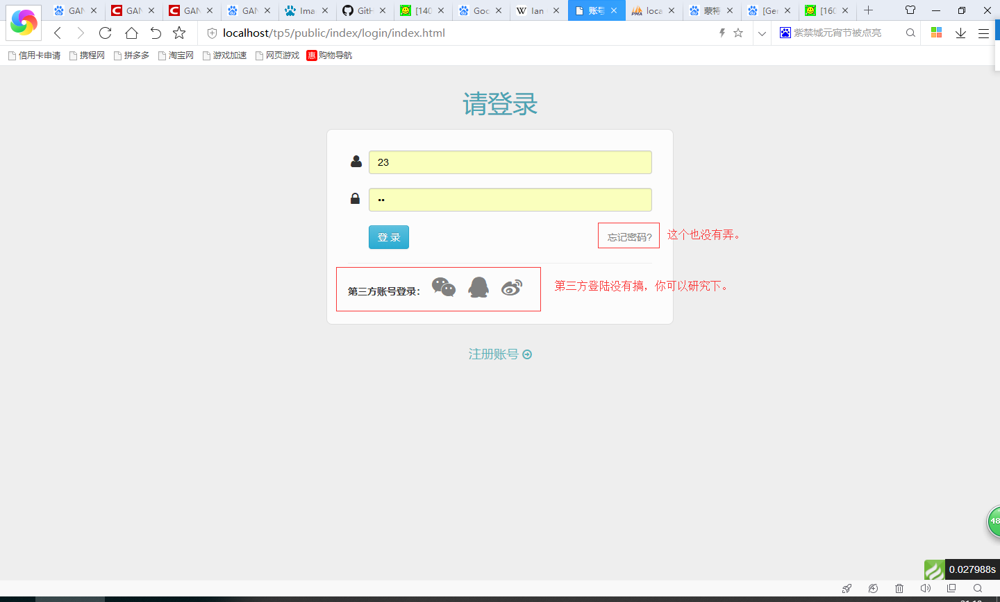 GAN
GAN
GAN
GAN
Ima
GitH
[140
Goo
Ian
账号
loca
蒙特
[Ger
[160
localhost/tp5/public/index/login/index.html
紫禁城元宵节被点亮
信用卡申请
携程网
拼多多
淘宝网
游戏加速
网页游戏
惠 购物导航
请登录
23
••
登 录
忘记密码?
这个也没有弄。
第三方账号登录：
第三方登陆没有搞，你可以研究下。
注册账号
48
0.027988s